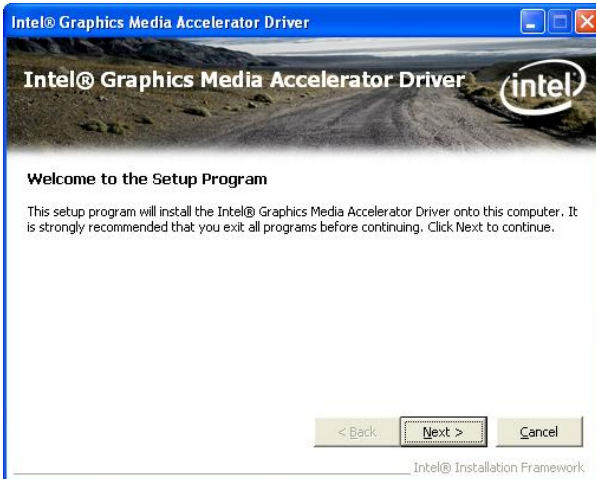 Intel® Graphics Media Accelerator Driver
Intel® Graphics Media Accelerator Driver
intel
Welcome to the Setup Program
This setup program will install the Intel® Graphics Media Accelerator Driver onto this computer. It
is strongly recommended that you exit all programs before continuing. Click Next to continue.
< Back Next > Cancel
Intel® Installation Framework